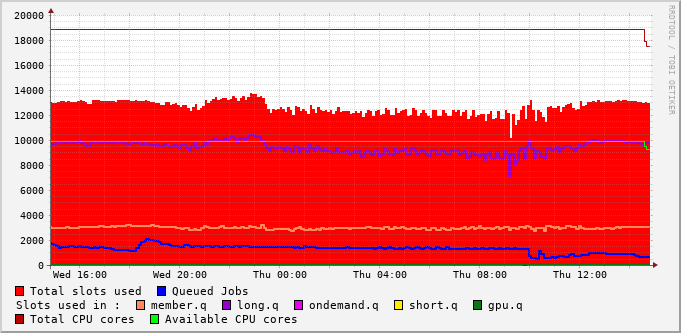 20000
18000
16000
14000
12000
10000
8000
6000
4000
2000
0
Wed 16:00 Wed 20:00 Thu 00:00 Thu 04:00 Thu 08:00 Thu 12:00
RRDTOOL / TOBI OETIKER
Total slots used Queued Jobs
Slots used in : member.q long.q ondemand.q short.q gpu.q
Total CPU cores Available CPU cores